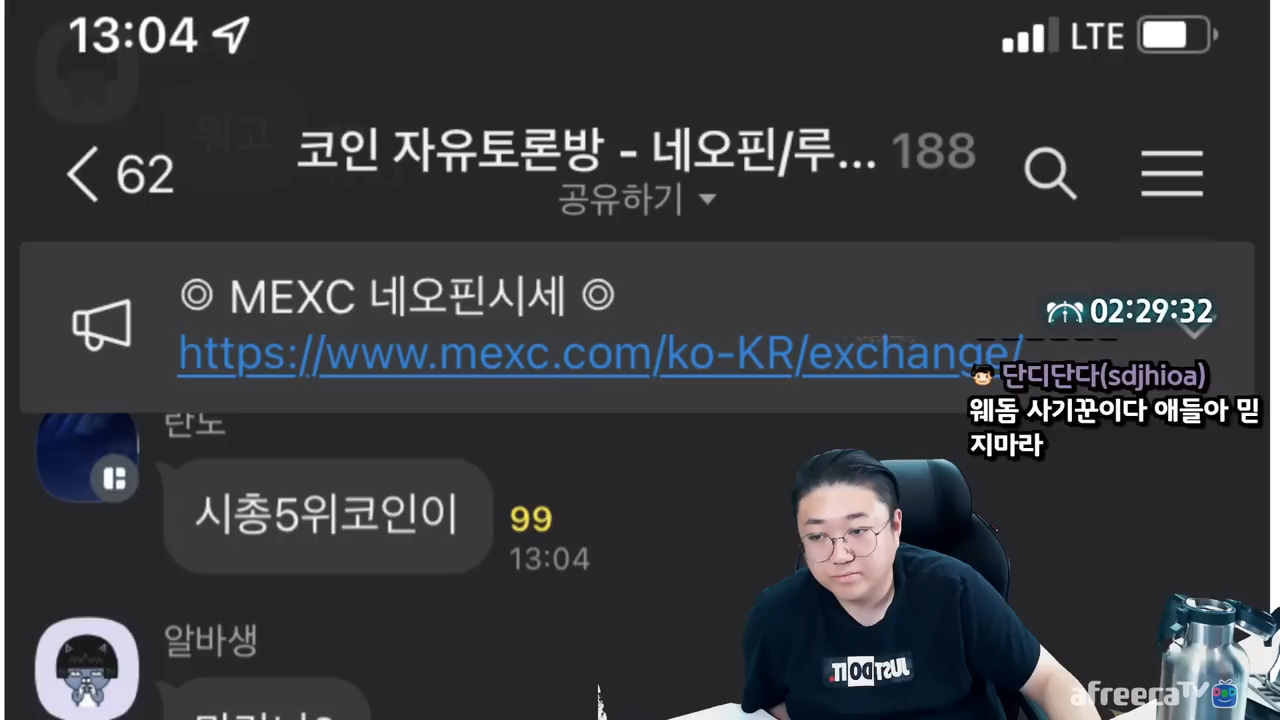 13:04
LTE
62
코인 자유토론방 - 네오핀/루... 188
공유하기
◎ MEXC 네오핀시세 ◎
https://www.mexc.com/ko-KR/exchange/
02:29:32
단디단다(sdjhioa)
웨돔 사기꾼이다 애들아 믿
지마라
시총5위코인이
99
13:04
알바생
JUST DO IT.
afreecaTV